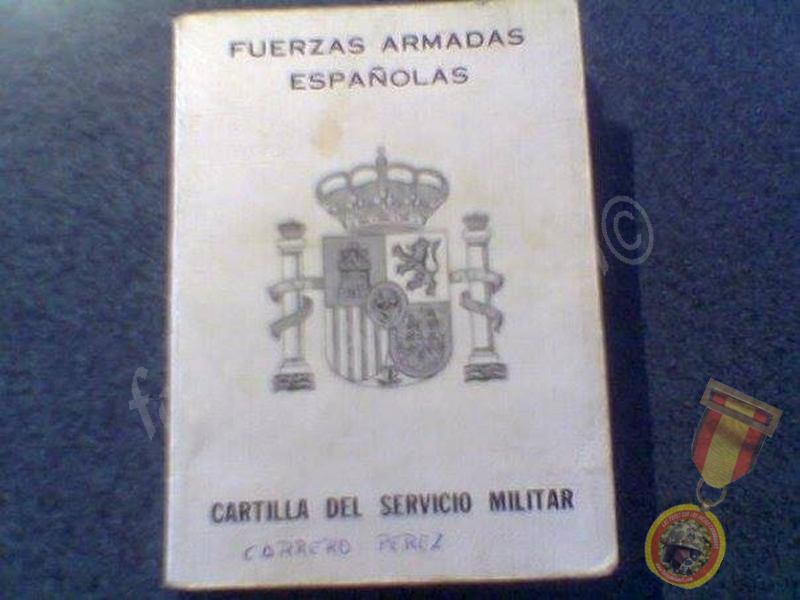 FUERZAS ARMADAS
ESPAÑOLAS
CARTILLA DEL SERVICIO MILITAR
CARRERO PEREZ